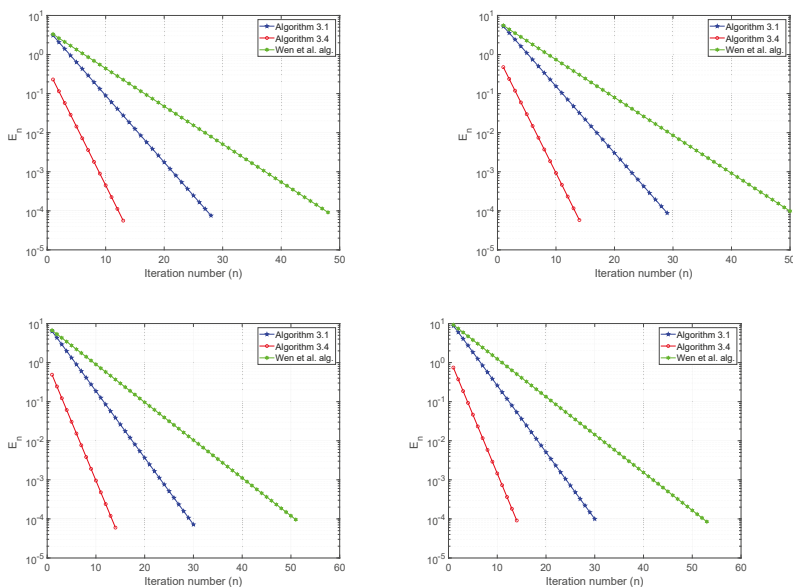 10^1
10^0
10^-1
10^-2
10^-3
10^-4
10^-5
E_n
0 10 20 30 40 50
Iteration number (n)
Algorithm 3.1
Algorithm 3.4
Wen et al. alg.
10^1
10^0
10^-1
10^-2
10^-3
10^-4
10^-5
E_n
0 10 20 30 40 50
Iteration number (n)
Algorithm 3.1
Algorithm 3.4
Wen et al. alg.
10^1
10^0
10^-1
10^-2
10^-3
10^-4
10^-5
E_n
0 10 20 30 40 50 60
Iteration number (n)
Algorithm 3.1
Algorithm 3.4
Wen et al. alg.
10^1
10^0
10^-1
10^-2
10^-3
10^-4
10^-5
E_n
0 10 20 30 40 50 60
Iteration number (n)
Algorithm 3.1
Algorithm 3.4
Wen et al. alg.